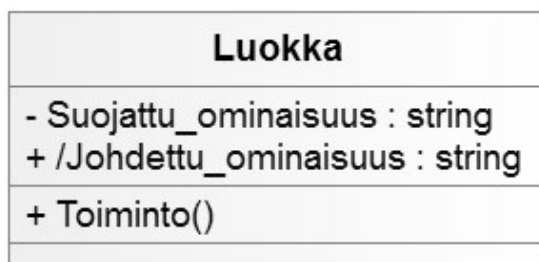 Luokka
- Suojattu_ominaisuus : string
+ /Johdettu_ominaisuus : string
+ Toiminto()